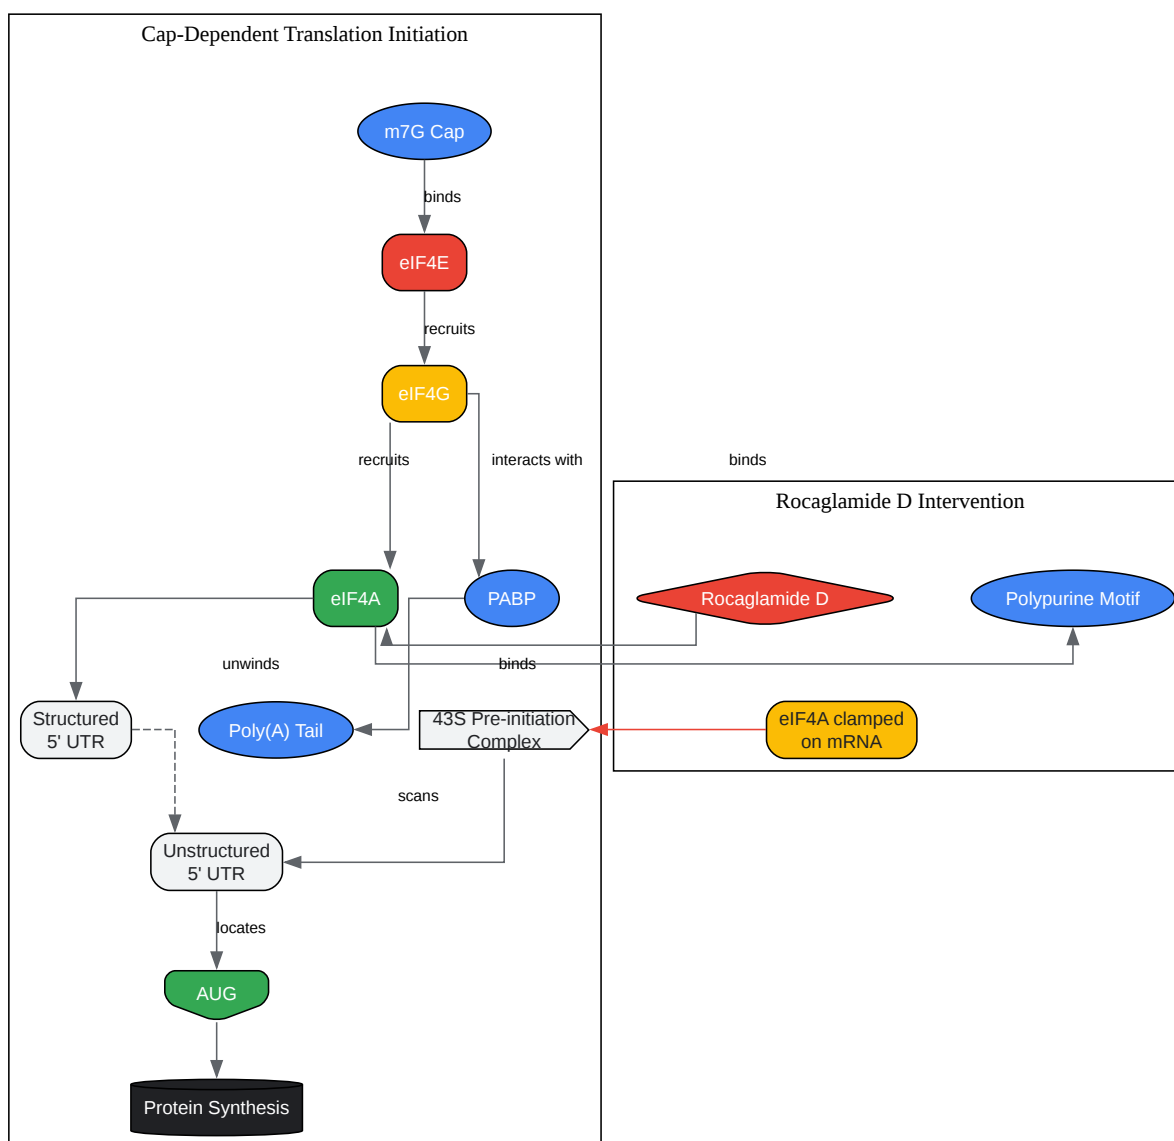 Cap-Dependent Translation Initiation
m7G Cap
binds
eIF4E
recruits
eIF4G
recruits
interacts with
binds
Rocaglamide D Intervention
eIF4A
PABP
Rocaglamide D
Polypurine Motif
unwinds
binds
Structured
5' UTR
Poly(A) Tail
43S Pre-initiation
Complex
eIF4A clamped
on mRNA
scans
Unstructured
5' UTR
locates
AUG
Protein Synthesis